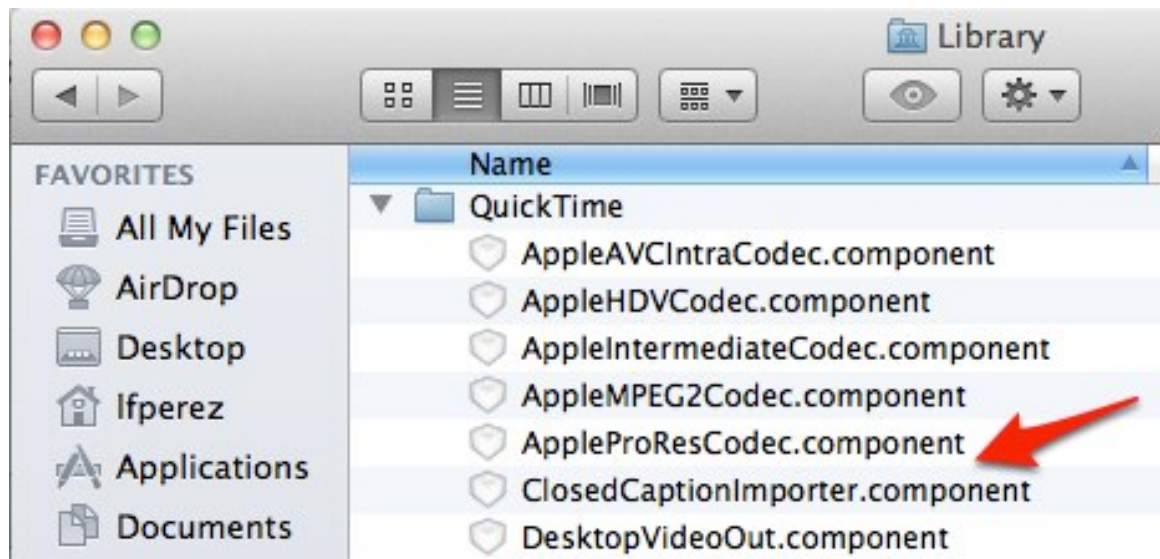 Library
FAVORITES
All My Files
AirDrop
Desktop
lfperez
Applications
Documents
Name
QuickTime
AppleAVCIntraCodec.component
AppleHDVCodec.component
AppleIntermediateCodec.component
AppleMPEG2Codec.component
AppleProResCodec.component
ClosedCaptionImporter.component
DesktopVideoOut.component